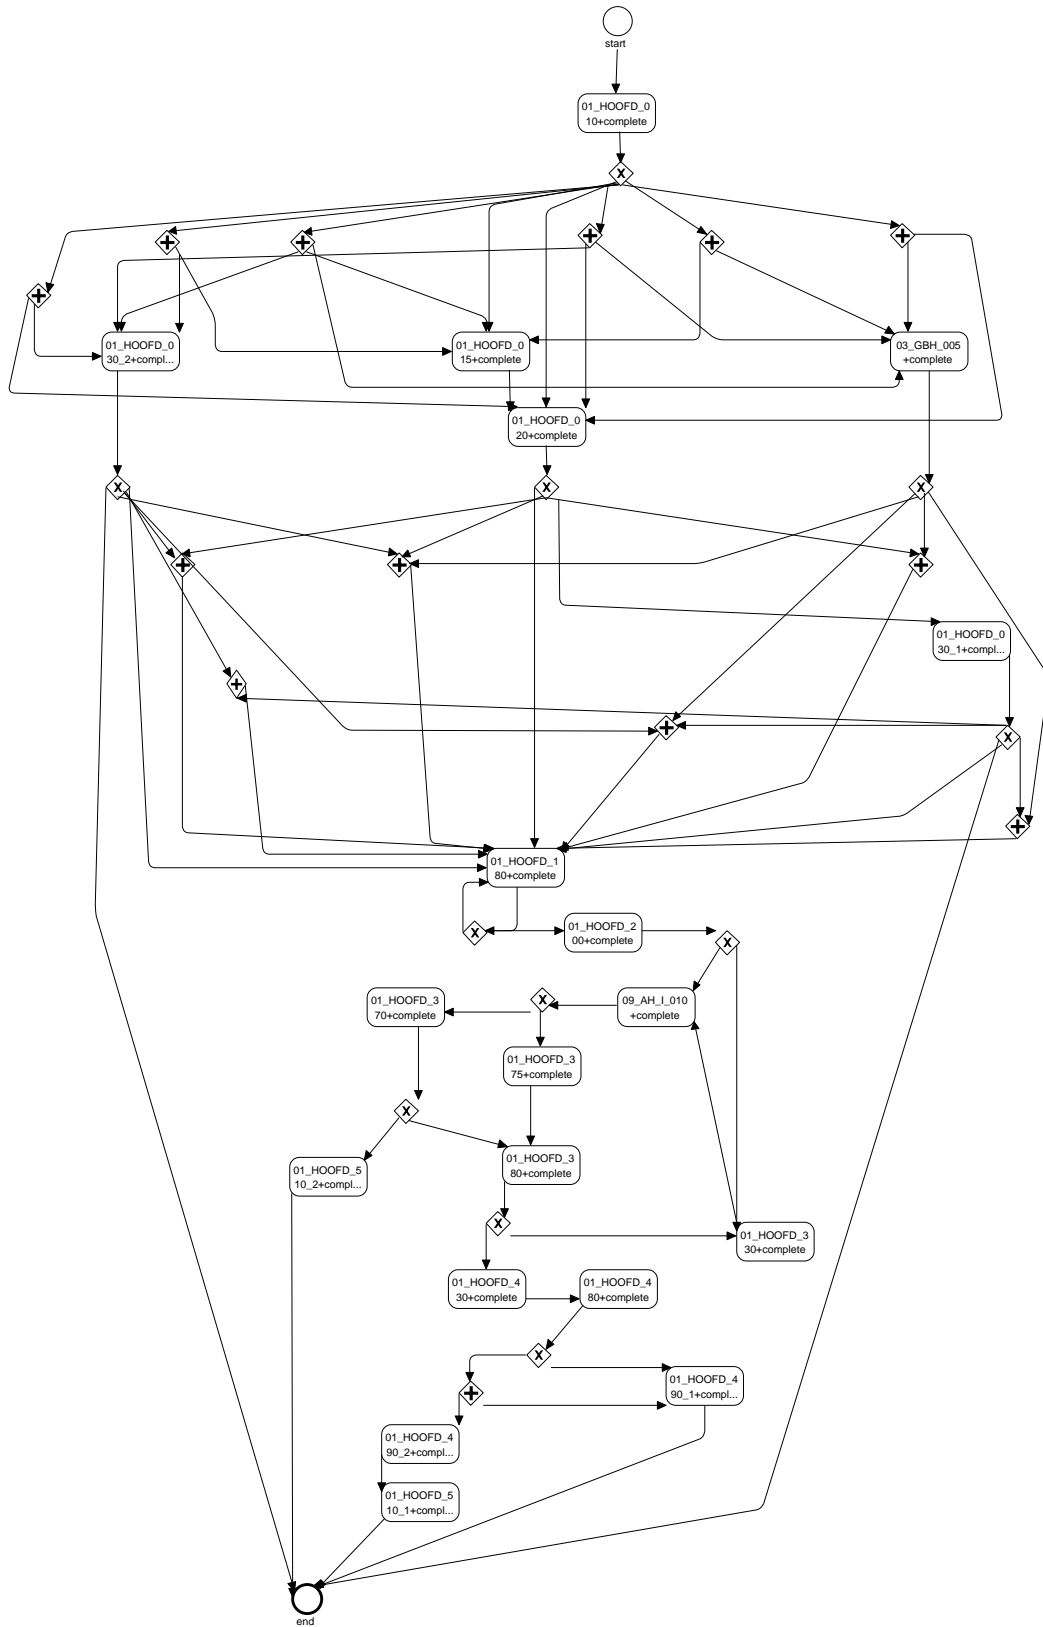 start
01_HOOFD_0
10+complete
X
01_HOOFD_0
30_2+compl...
01_HOOFD_0
15+complete
03_GBH_005
+complete
01_HOOFD_0
20+complete
X
X
X
01_HOOFD_0
30_1+compl...
X
01_HOOFD_1
80+complete
X
01_HOOFD_2
00+complete
X
01_HOOFD_3
70+complete
X
09_AH_I_010
+complete
01_HOOFD_3
75+complete
X
01_HOOFD_3
80+complete
01_HOOFD_5
10_2+compl...
X
01_HOOFD_3
30+complete
01_HOOFD_4
30+complete
01_HOOFD_4
80+complete
X
01_HOOFD_4
90_1+compl...
01_HOOFD_4
90_2+compl...
01_HOOFD_5
10_1+compl...
end